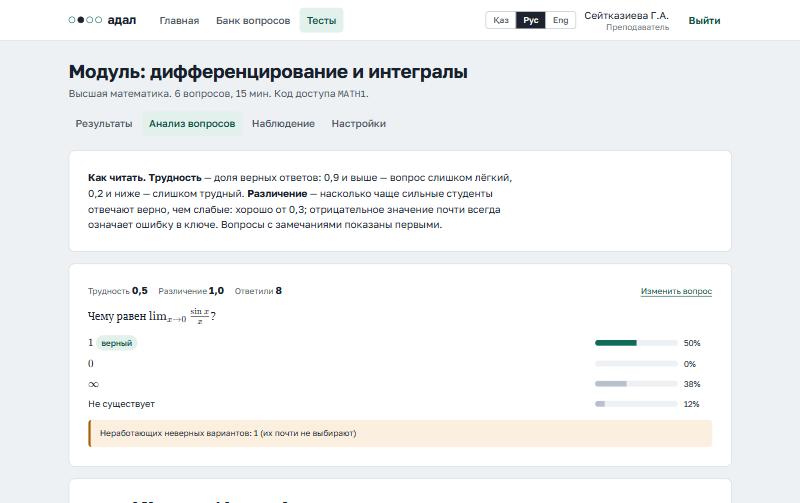 адал Главная Банк вопросов Тесты Қаз Рус Eng Сейтказиева Г.А. Выйти
Преподаватель
Модуль: дифференцирование и интегралы
Высшая математика. 6 вопросов, 15 мин. Код доступа MATH1.
Результаты Анализ вопросов Наблюдение Настройки
Как читать. Трудность — доля верных ответов: 0,9 и выше — вопрос слишком лёгкий,
0,2 и ниже — слишком трудный. Различение — насколько чаще сильные студенты
отвечают верно, чем слабые: хорошо от 0,3; отрицательное значение почти всегда
означает ошибку в ключе. Вопросы с замечаниями показаны первыми.
Трудность 0,5 Различение 1,0 Ответили 8 Изменить вопрос
Чему равен lim x→0 sin x / x?
1 верный 50%
0 0%
∞ 38%
Не существует 12%
Неработающих неверных вариантов: 1 (их почти не выбирают)